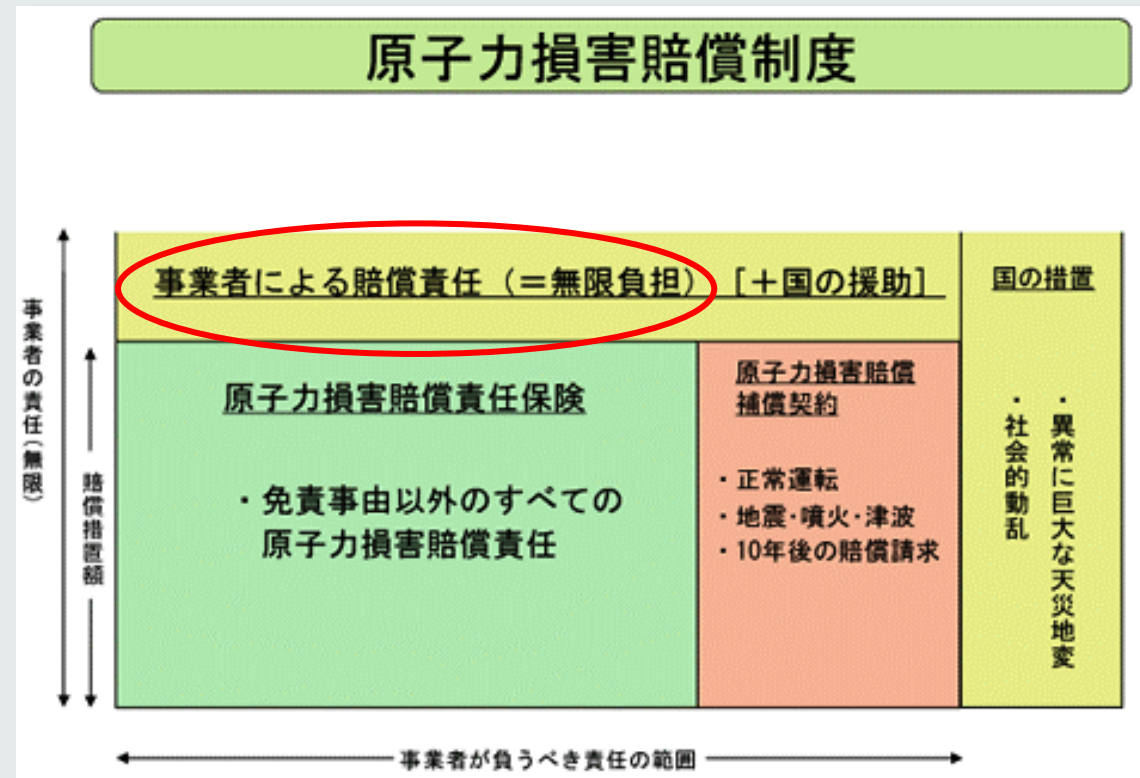 原子力損害賠償制度
事業者の責任(無限)
賠償措置額
事業者による賠償責任（＝無限負担）［＋国の援助］
国の措置
原子力損害賠償責任保険
・免責事由以外のすべての
原子力損害賠償責任
原子力損害賠償
補償契約
・正常運転
・地震・噴火・津波
・10年後の賠償請求
・異常に巨大な天災地変
・社会的動乱
事業者が負うべき責任の範囲